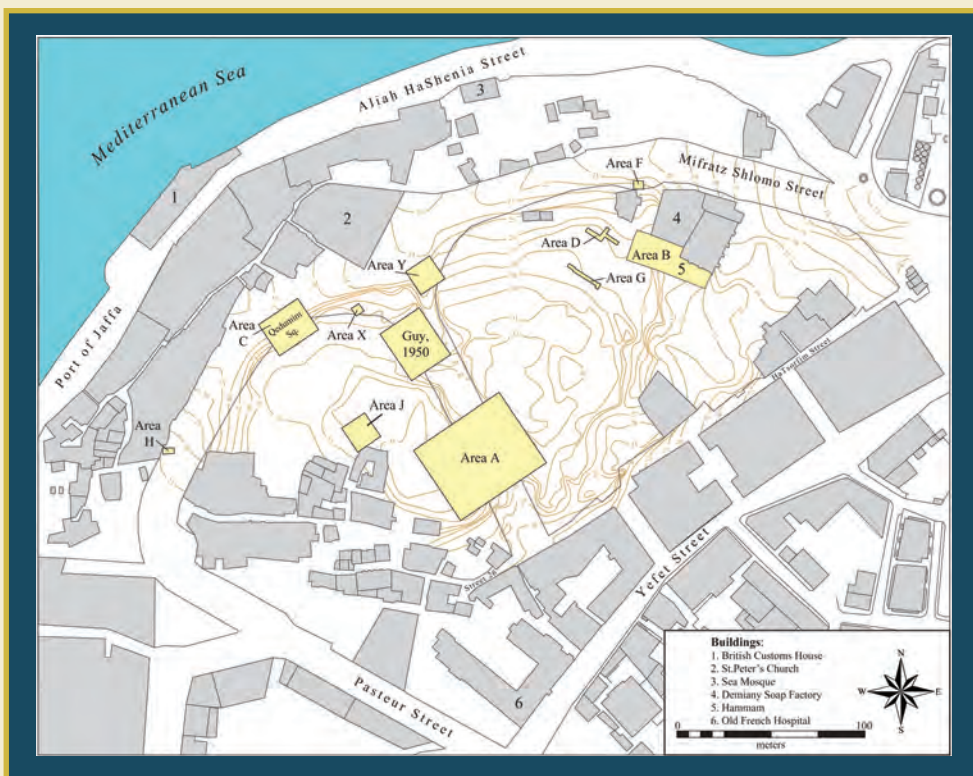 Mediterranean Sea
Aliah HaShenia Street
3
1
2
Area F
Mifratz Shlomo Street
4
Area D
Area B
5
Area Y
Area G
Port of Jaffa
Area
C
Qedumim
Sq.
Area X
Guy,
1950
HaTsorfim Street
Area J
Area
H
Area A
Street 26
Yefet Street
Pasteur Street
6
Buildings:
1. British Customs House
2. St.Peter's Church
3. Sea Mosque
4. Demiany Soap Factory
5. Hammam
6. Old French Hospital
N
W
E
S
0
100
meters